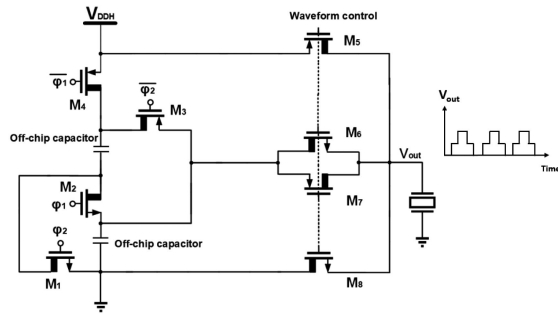 VDDH
Waveform control
M5
φ1
M4
φ2
M3
Off-chip capacitor
M6
Vout
Vout
Time
M2
φ1
M7
φ2
Off-chip capacitor
M1
M8